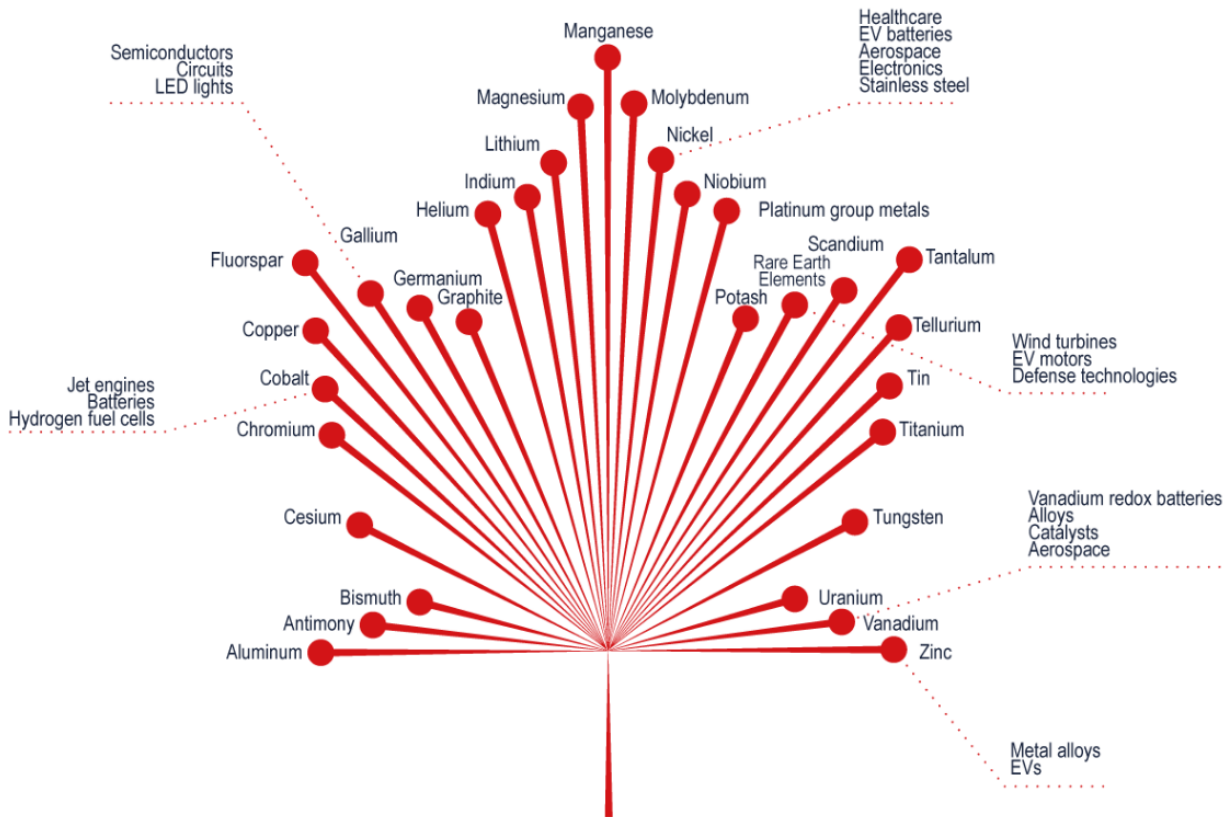 Manganese
Healthcare
EV batteries
Aerospace
Electronics
Stainless steel
Semiconductors
Circuits
LED lights
Magnesium
Molybdenum
Nickel
Lithium
Indium
Niobium
Helium
Platinum group metals
Gallium
Scandium
Fluorspar
Tantalum
Germanium
Rare Earth
Elements
Graphite
Potash
Copper
Tellurium
Wind turbines
EV motors
Defense technologies
Cobalt
Tin
Jet engines
Batteries
Hydrogen fuel cells
Chromium
Titanium
Vanadium redox batteries
Alloys
Catalysts
Aerospace
Cesium
Tungsten
Bismuth
Uranium
Antimony
Vanadium
Aluminum
Zinc
Metal alloys
EVs